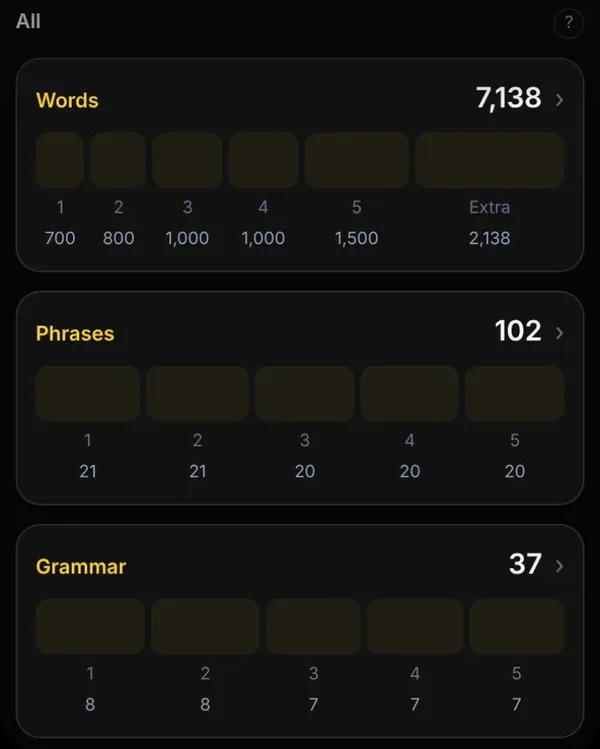 All ?
Words 7,138 ›
1 2 3 4 5 Extra
700 800 1,000 1,000 1,500 2,138
Phrases 102 ›
1 2 3 4 5
21 21 20 20 20
Grammar 37 ›
1 2 3 4 5
8 8 7 7 7